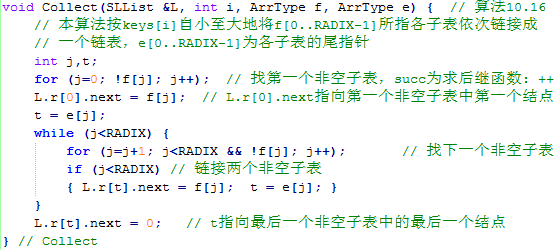 void Collect(SLList &L, int i, ArrType f, ArrType e) {  // 算法10.16
// 本算法按keys[i]自小至大地将f[0..RADIX-1]所指各子表依次链接成
// 一个链表，e[0..RADIX-1]为各子表的尾指针
int j,t;
for (j=0; !f[j]; j++);  // 找第一个非空子表，succ为求后继函数: ++
L.r[0].next = f[j];  // L.r[0].next指向第一个非空子表中第一个结点
t = e[j];
while (j<RADIX) {
for (j=j+1; j<RADIX && !f[j]; j++);       // 找下一个非空子表
if (j<RADIX) // 链接两个非空子表
{ L.r[t].next = f[j];  t = e[j]; }
}
L.r[t].next = 0;   // t指向最后一个非空子表中的最后一个结点
} // Collect